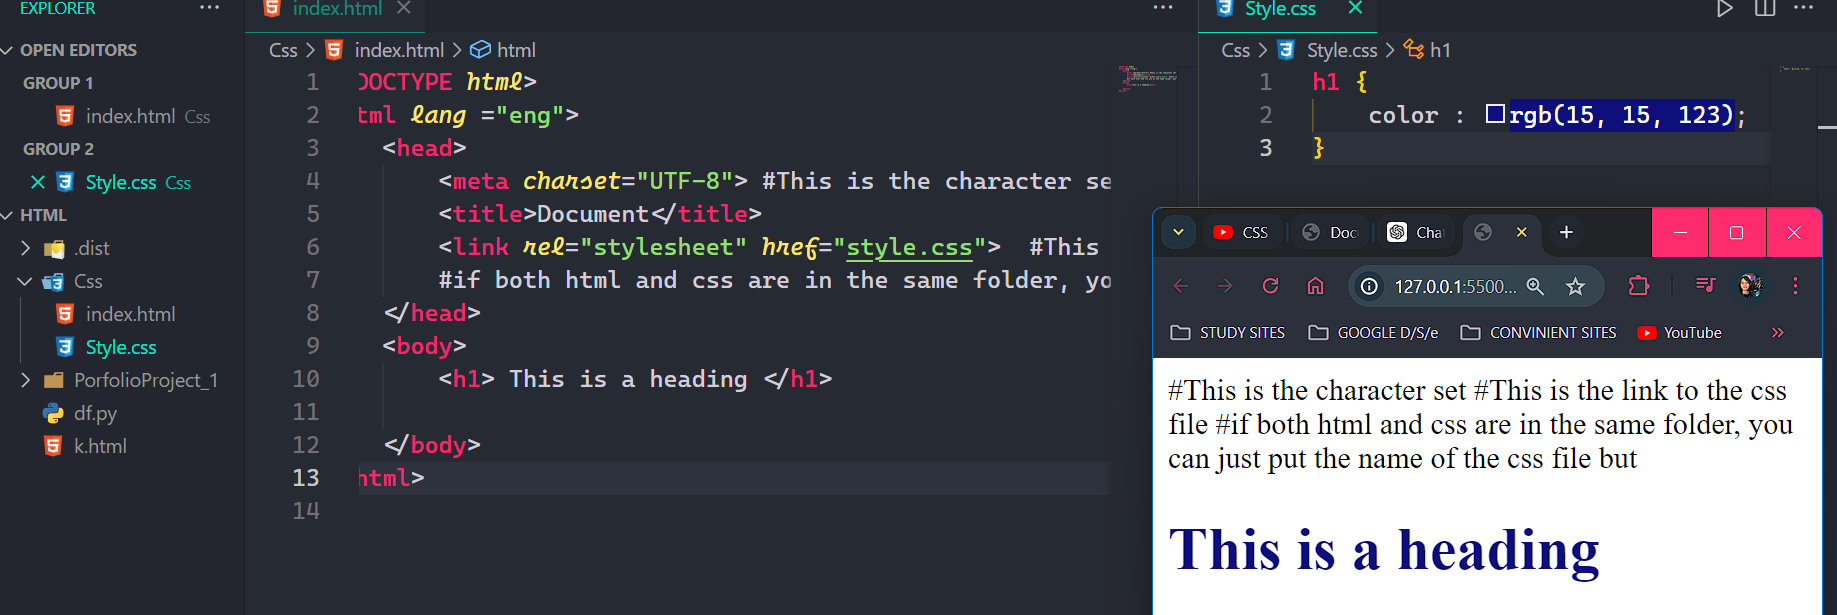 EXPLORER
OPEN EDITORS
GROUP 1
index.html Css
GROUP 2
Style.css Css
HTML
.dist
Css
index.html
Style.css
PorfolioProject_1
df.py
k.html
index.html
Css > index.html > html
1 DOCTYPE html>
2 tml lang ="eng">
3 <head>
4 <meta charset="UTF-8"> #This is the character se
5 <title>Document</title>
6 <link rel="stylesheet" href="style.css">  #This
7 #if both html and css are in the same folder, yo
8 </head>
9 <body>
10 <h1> This is a heading </h1>
11
12 </body>
13 html>
14
Style.css
Css > Style.css > h1
1 h1 {
2 color : rgb(15, 15, 123);
3 }
CSS
Doc
Chat
127.0.0.1:5500...
STUDY SITES
GOOGLE D/S/e
CONVINIENT SITES
YouTube
#This is the character set #This is the link to the css
file #if both html and css are in the same folder, you
can just put the name of the css file but
This is a heading